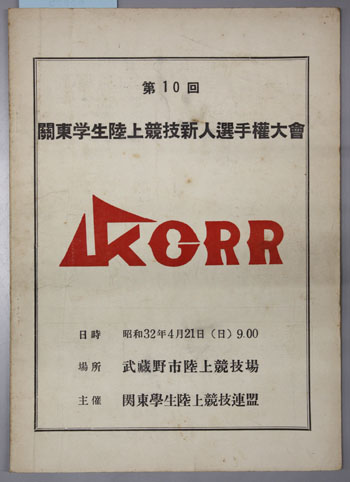 第10回
關東学生陸上競技新人選手權大會
KGRR
日時 昭和32年4月21日(日)9.00
場所 武蔵野市陸上競技場
主催 関東學生陸上競技連盟